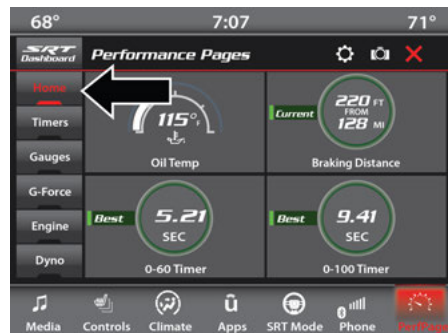 68° 7:07 71°
SRT
Dashboard
Performance Pages
Home
Timers
Gauges
G-Force
Engine
Dyno
115°F
Oil Temp
Current
220 FT
FROM
128 MI
Braking Distance
Best
5.21
SEC
0-60 Timer
Best
9.41
SEC
0-100 Timer
Media Controls Climate Apps SRT Mode Phone Perf Page